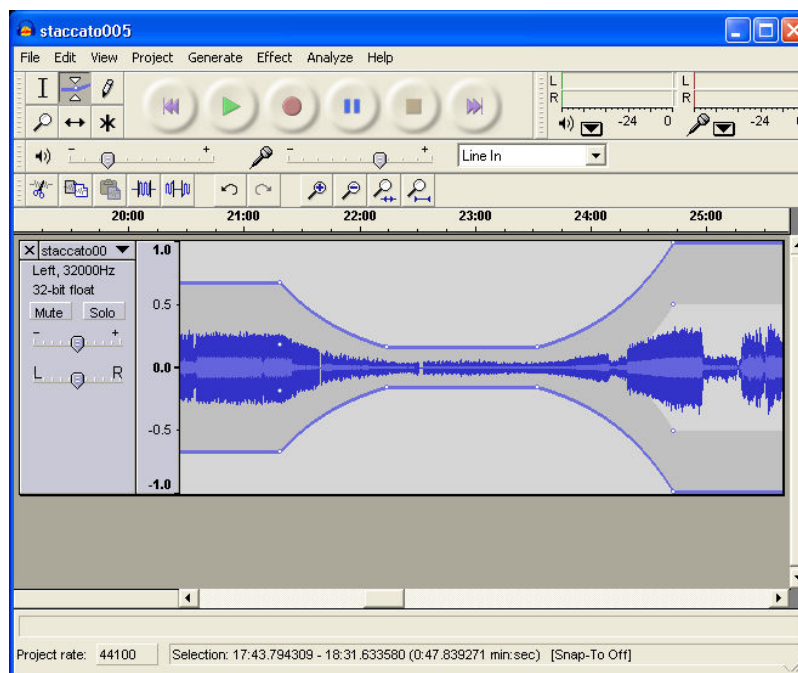 staccato005
File Edit View Project Generate Effect Analyze Help
L
R
-24 0
L
R
-24
- +
- +
Line In
20:00 21:00 22:00 23:00 24:00 25:00
staccato00
Left, 32000Hz
32-bit float
Mute Solo
- +
L R
1.0
0.5
0.0
-0.5
-1.0
Project rate: 44100 Selection: 17:43.794309 - 18:31.633580 (0:47.839271 min:sec) [Snap-To Off]